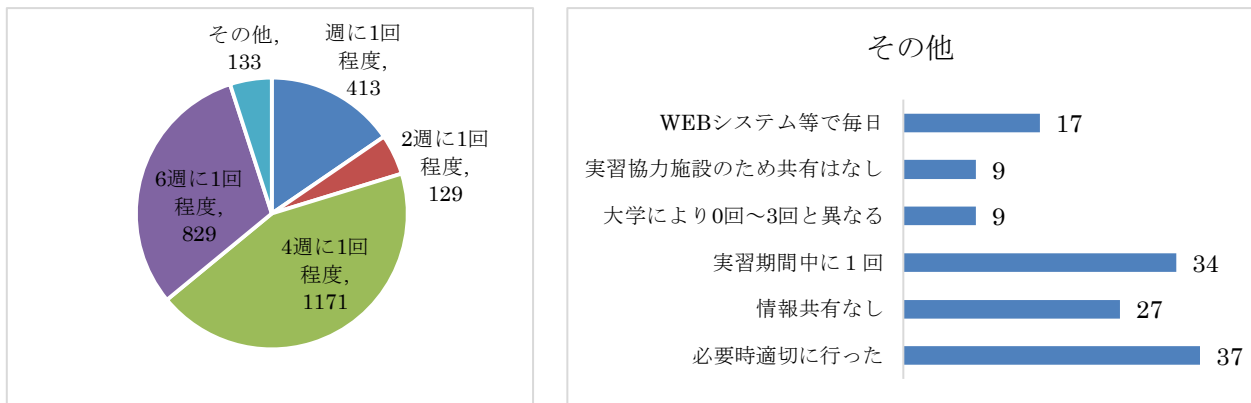 その他,
133
週に1回
程度,
413
2週に1回
程度,
129
4週に1回
程度,
1171
6週に1回
程度,
829
その他
WEBシステム等で毎日 17
実習協力施設のため共有はなし 9
大学により0回～3回と異なる 9
実習期間中に１回 34
情報共有なし 27
必要時適切に行った 37